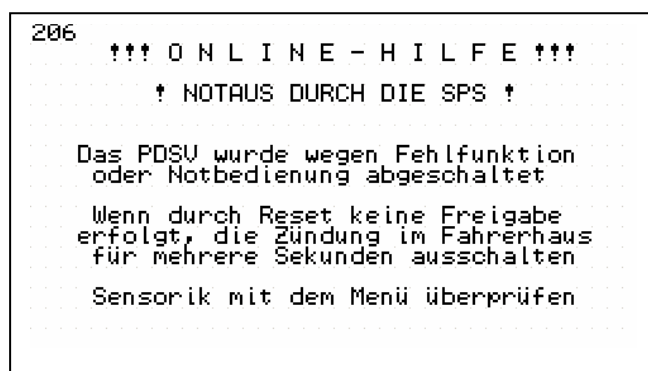 206
!!! O N L I N E - H I L F E !!!
! NOTAUS DURCH DIE SPS !
Das PDSV wurde wegen Fehlfunktion
oder Notbedienung abgeschaltet
Wenn durch Reset keine Freigabe
erfolgt, die Zündung im Fahrerhaus
für mehrere Sekunden ausschalten
Sensorik mit dem Menü überprüfen